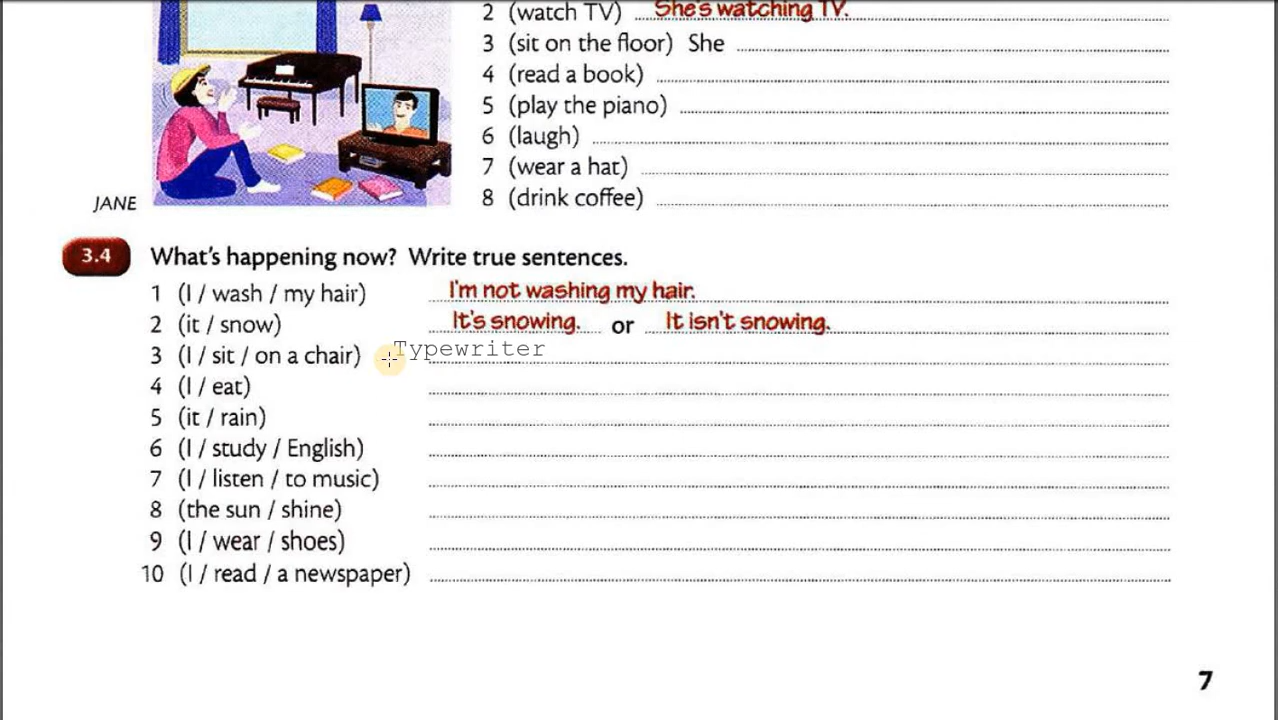 2 (watch TV) She's watching TV.
3 (sit on the floor) She
4 (read a book)
5 (play the piano)
6 (laugh)
7 (wear a hat)
8 (drink coffee)
JANE
3.4 What's happening now? Write true sentences.
1 (I / wash / my hair) I'm not washing my hair.
2 (it / snow) It's snowing. or It isn't snowing.
3 (I / sit / on a chair) Typewriter
4 (I / eat)
5 (it / rain)
6 (I / study / English)
7 (I / listen / to music)
8 (the sun / shine)
9 (I / wear / shoes)
10 (I / read / a newspaper)
7